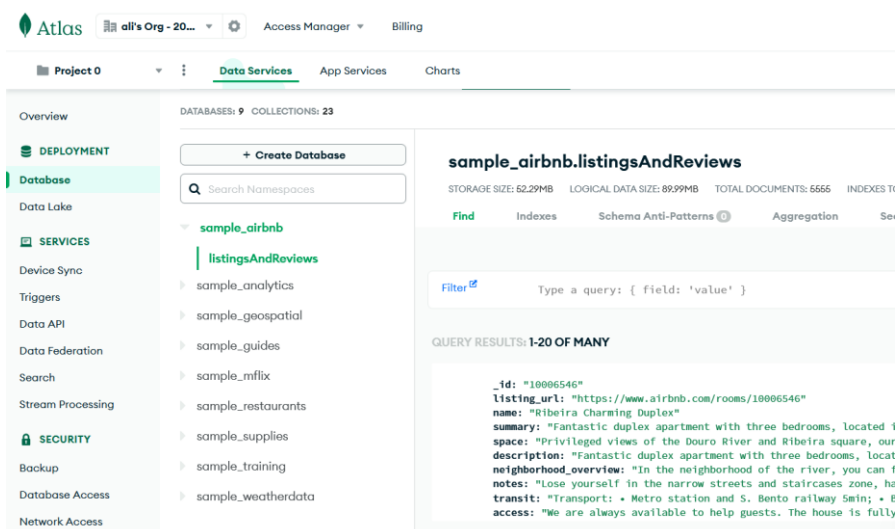 Atlas
ali's Org - 20...
Access Manager
Billing
Project 0
Data Services
App Services
Charts
Overview
DEPLOYMENT
Database
Data Lake
SERVICES
Device Sync
Triggers
Data API
Data Federation
Search
Stream Processing
SECURITY
Backup
Database Access
Network Access
DATABASES: 9 COLLECTIONS: 23
+ Create Database
Search Namespaces
sample_airbnb
listingsAndReviews
sample_analytics
sample_geospatial
sample_guides
sample_mflix
sample_restaurants
sample_supplies
sample_training
sample_weatherdata
sample_airbnb.listingsAndReviews
STORAGE SIZE: 52.29MB LOGICAL DATA SIZE: 89.99MB TOTAL DOCUMENTS: 5555 INDEXES TO
Find Indexes Schema Anti-Patterns 0 Aggregation Se
Filter
Type a query: { field: 'value' }
QUERY RESULTS: 1-20 OF MANY
_id: "10006546"
listing_url: "https://www.airbnb.com/rooms/10006546"
name: "Ribeira Charming Duplex"
summary: "Fantastic duplex apartment with three bedrooms, located i
space: "Privileged views of the Douro River and Ribeira square, our
description: "Fantastic duplex apartment with three bedrooms, locat
neighborhood_overview: "In the neighborhood of the river, you can f
notes: "Lose yourself in the narrow streets and staircases zone, ha
transit: "Transport: • Metro station and S. Bento railway 5min; • B
access: "We are always available to help guests. The house is fully